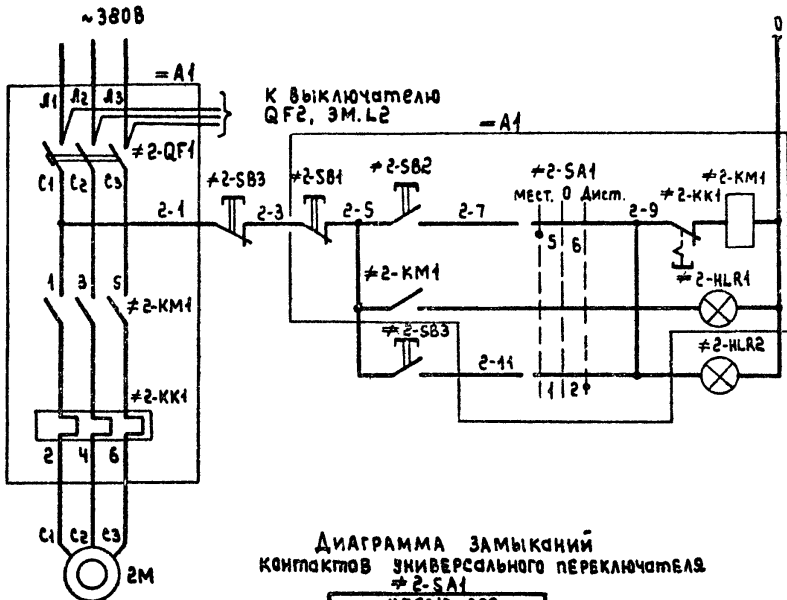 ~380В
0
=А1
Л1 Л2 Л3
К выключателю
QF2, ЭМ.L2
=А1
≠2-QF1
С1 С2 С3
≠2-SB3
≠2-SB1
≠2-SB2
≠2-SA1
≠2-KM1
мест. 0 Дист.
≠2-KK1
2-1
2-3
2-5
2-7
2-9
5 6
≠2-KM1
≠2-HLR1
1 3 5
≠2-KM1
≠2-SB3
≠2-HLR2
2-11
1 2
≠2-KK1
2 4 6
С1 С2 С3
2М
Диаграмма замыканий
контактов универсального переключателя
≠2-SA1